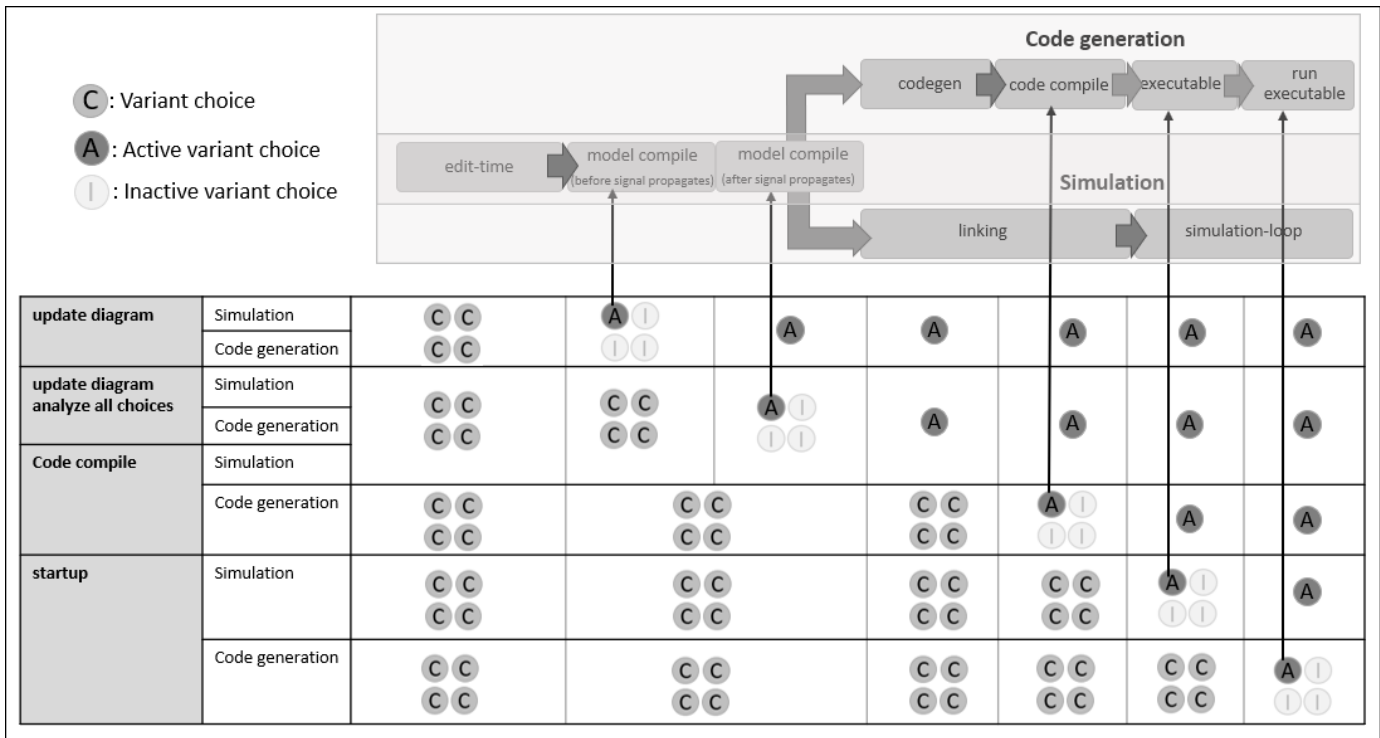 Code generation
codegen
code compile
executable
run
executable
C : Variant choice
A : Active variant choice
I : Inactive variant choice
edit-time
model compile
(before signal propagates)
model compile
(after signal propagates)
Simulation
linking
simulation-loop
update diagram
Simulation
C C
A I
A
A
A
A
A
Code generation
C C
I I
update diagram
analyze all choices
Simulation
C C
C C
A I
Code generation
C C
C C
I I
A
A
A
A
Code compile
Simulation
Code generation
C C
C C
C C
A I
A
A
C C
C C
C C
I I
startup
Simulation
C C
C C
C C
C C
A I
A
C C
C C
C C
C C
I I
Code generation
C C
C C
C C
C C
C C
A I
C C
C C
C C
C C
C C
I I